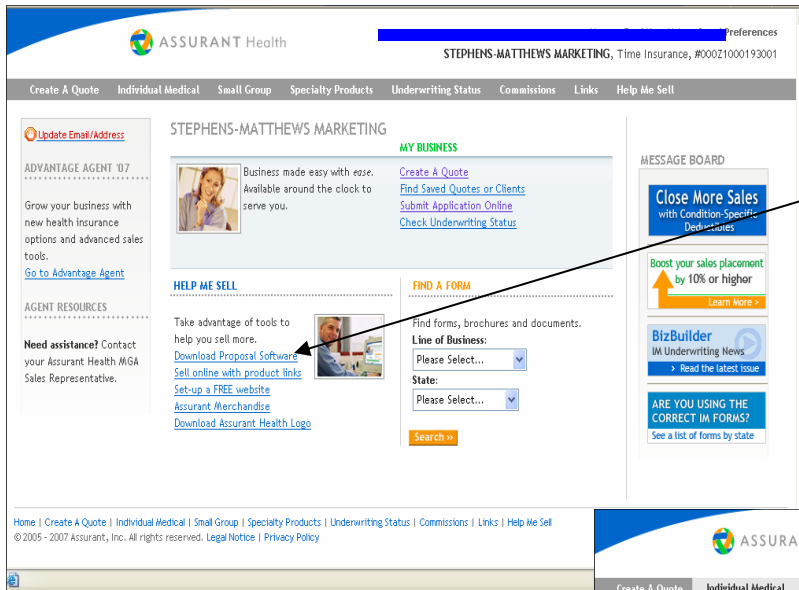 ASSURANT Health
Preferences
STEPHENS-MATTHEWS MARKETING, Time Insurance, #000Z1000193001
Create A Quote Individual Medical Small Group Specialty Products Underwriting Status Commissions Links Help Me Sell
Update Email/Address
ADVANTAGE AGENT '07
Grow your business with
new health insurance
options and advanced sales
tools.
Go to Advantage Agent
AGENT RESOURCES
Need assistance? Contact
your Assurant Health MGA
Sales Representative.
STEPHENS-MATTHEWS MARKETING
Business made easy with ease.
Available around the clock to
serve you.
MY BUSINESS
Create A Quote
Find Saved Quotes or Clients
Submit Application Online
Check Underwriting Status
HELP ME SELL
Take advantage of tools to
help you sell more.
Download Proposal Software
Sell online with product links
Set-up a FREE website
Assurant Merchandise
Download Assurant Health Logo
FIND A FORM
Find forms, brochures and documents.
Line of Business:
Please Select...
State:
Please Select...
Search »
MESSAGE BOARD
Close More Sales
with Condition-Specific
Deductibles
Boost your sales placement
by 10% or higher
Learn More >
BizBuilder
IM Underwriting News
> Read the latest issue
ARE YOU USING THE
CORRECT IM FORMS?
See a list of forms by state
Home | Create A Quote | Individual Medical | Small Group | Specialty Products | Underwriting Status | Commissions | Links | Help Me Sell
© 2005 - 2007 Assurant, Inc. All rights reserved. Legal Notice | Privacy Policy
ASSURA
Create A Quote Individual Medical